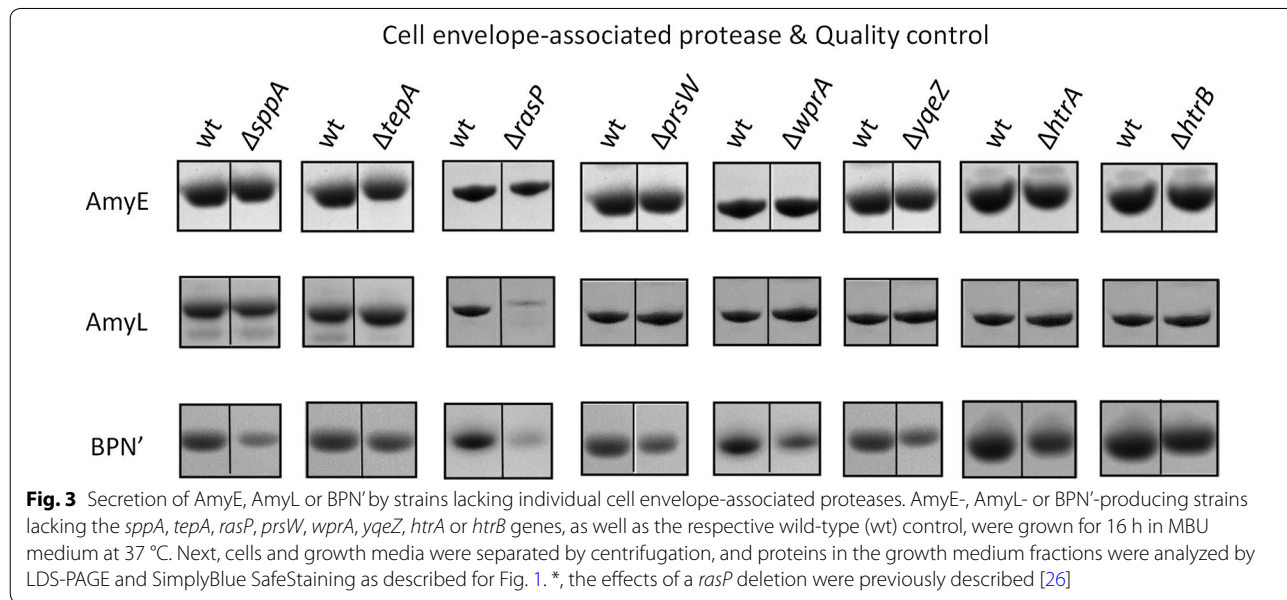 Cell envelope-associated protease & Quality control
wt ΔsppA wt ΔtepA wt ΔrasP wt ΔprsW wt ΔwprA wt ΔyqeZ wt ΔhtrA wt ΔhtrB
AmyE
AmyL
BPN’
Fig. 3 Secretion of AmyE, AmyL or BPN’ by strains lacking individual cell envelope-associated proteases. AmyE-, AmyL- or BPN’-producing strains
lacking the sppA, tepA, rasP, prsW, wprA, yqeZ, htrA or htrB genes, as well as the respective wild-type (wt) control, were grown for 16 h in MBU
medium at 37 °C. Next, cells and growth media were separated by centrifugation, and proteins in the growth medium fractions were analyzed by
LDS-PAGE and SimplyBlue SafeStaining as described for Fig. 1. *, the effects of a rasP deletion were previously described [26]